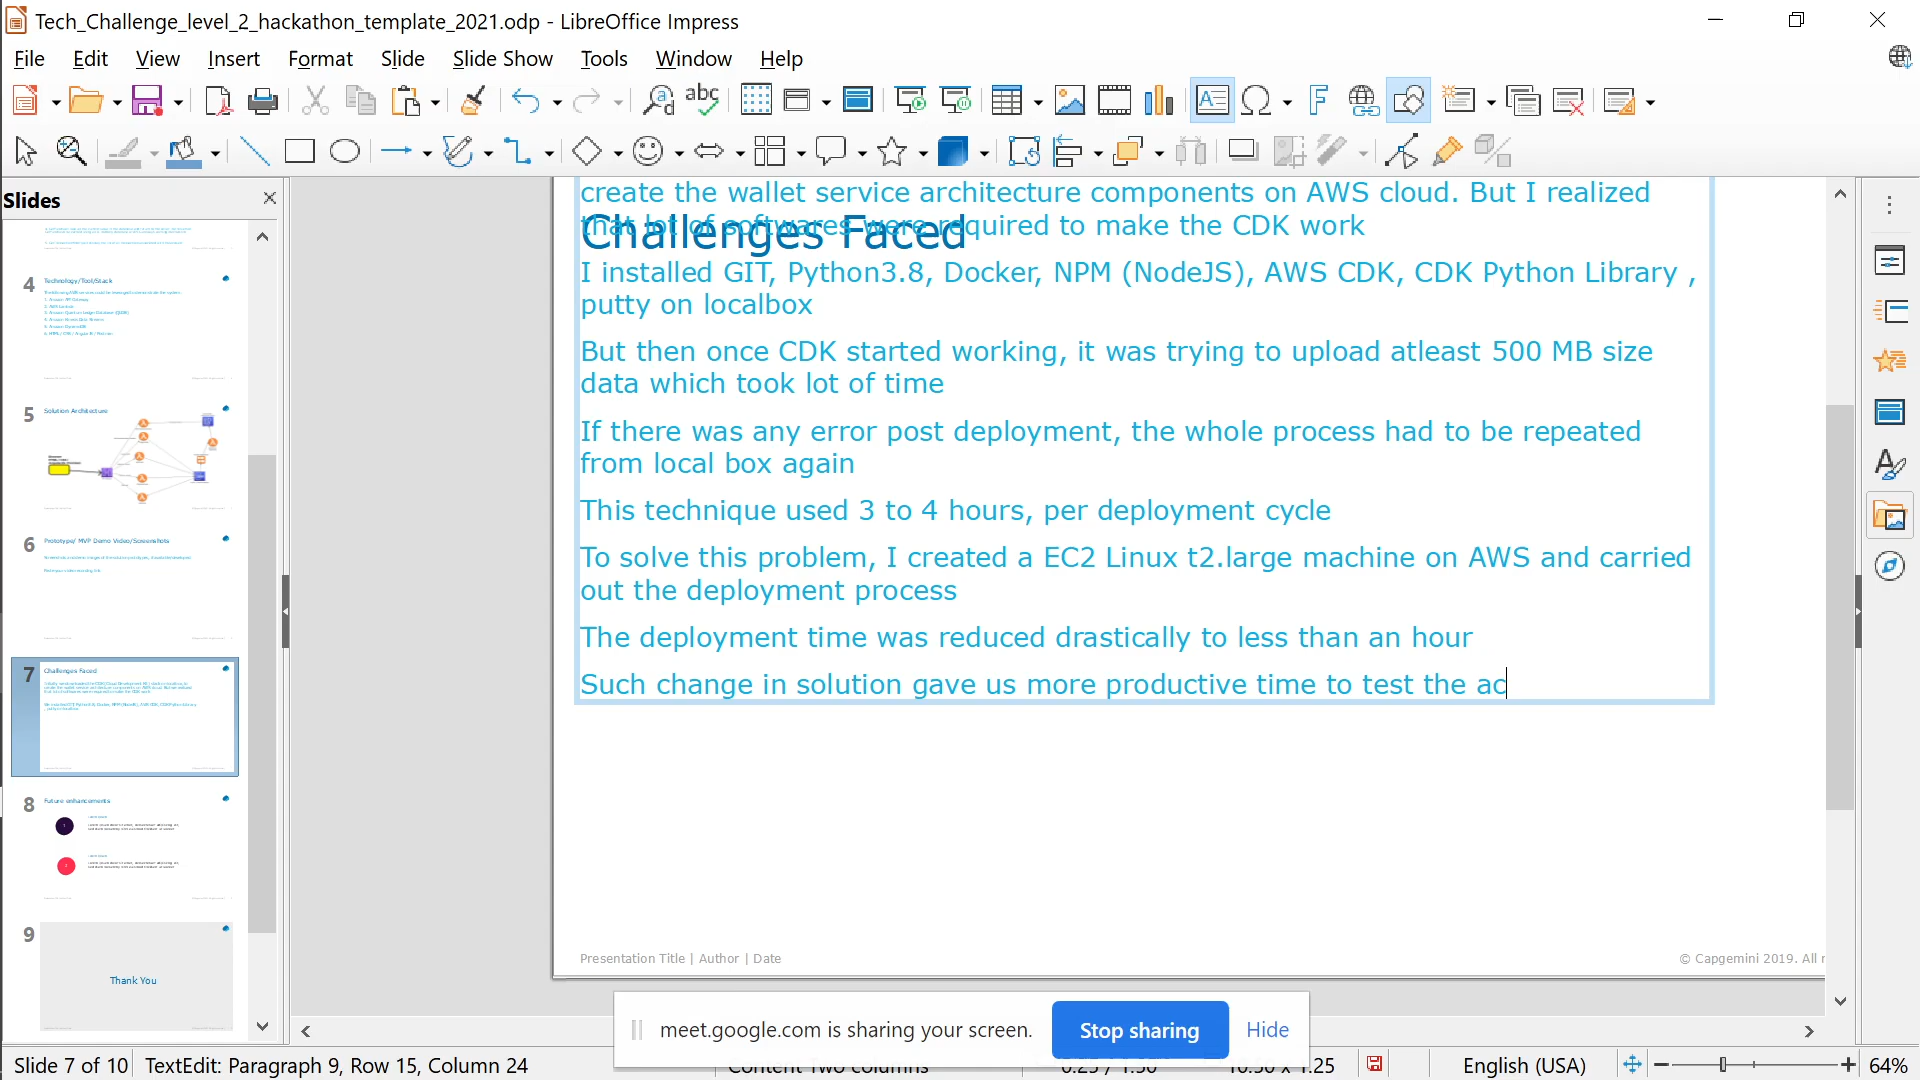 Tech_Challenge_level_2_hackathon_template_2021.odp - LibreOffice Impress
File Edit View Insert Format Slide Slide Show Tools Window Help
Slides
create the wallet service architecture components on AWS cloud. But I realized
that lot of softwares were required to make the CDK work
Challenges Faced
I installed GIT, Python3.8, Docker, NPM (NodeJS), AWS CDK, CDK Python Library ,
putty on localbox
But then once CDK started working, it was trying to upload atleast 500 MB size
data which took lot of time
If there was any error post deployment, the whole process had to be repeated
from local box again
This technique used 3 to 4 hours, per deployment cycle
To solve this problem, I created a EC2 Linux t2.large machine on AWS and carried
out the deployment process
The deployment time was reduced drastically to less than an hour
Such change in solution gave us more productive time to test the ac
Presentation Title | Author | Date
© Capgemini 2019. All r
4 Technology/Tool/Stack
5 Solution Architecture
6 Prototype/ MVP Demo Video/Screenshots
7 Challenges Faced
8 Future enhancements
9
Thank You
meet.google.com is sharing your screen. Stop sharing Hide
Slide 7 of 10 TextEdit: Paragraph 9, Row 15, Column 24
English (USA) 64%